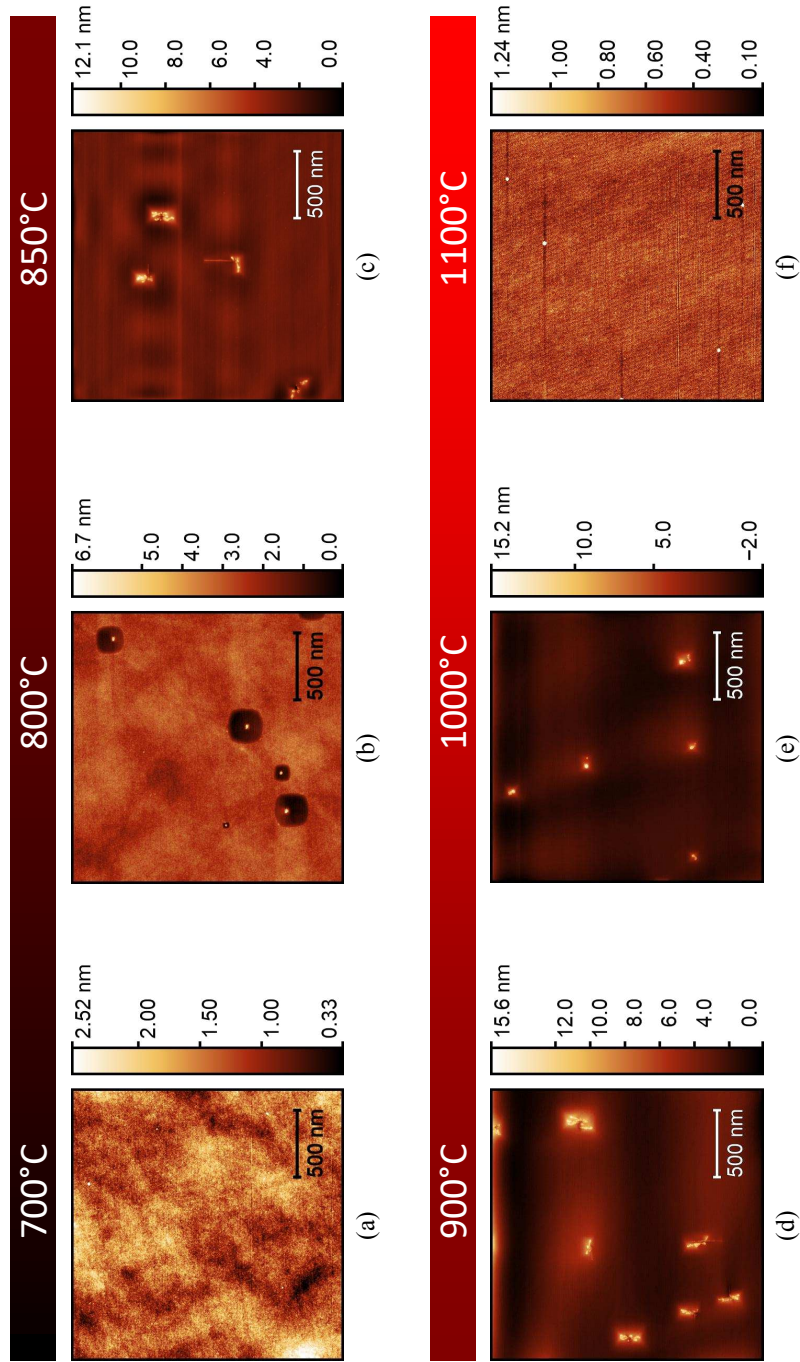 700°C
800°C
850°C
2.52 nm
2.00
1.50
1.00
0.33
500 nm
(a)
6.7 nm
5.0
4.0
3.0
2.0
0.0
500 nm
(b)
12.1 nm
10.0
8.0
6.0
4.0
0.0
500 nm
(c)
900°C
1000°C
1100°C
15.6 nm
12.0
10.0
8.0
4.0
0.0
500 nm
(d)
15.2 nm
10.0
5.0
−2.0
500 nm
(e)
1.24 nm
1.00
0.80
0.60
0.40
0.10
500 nm
(f)